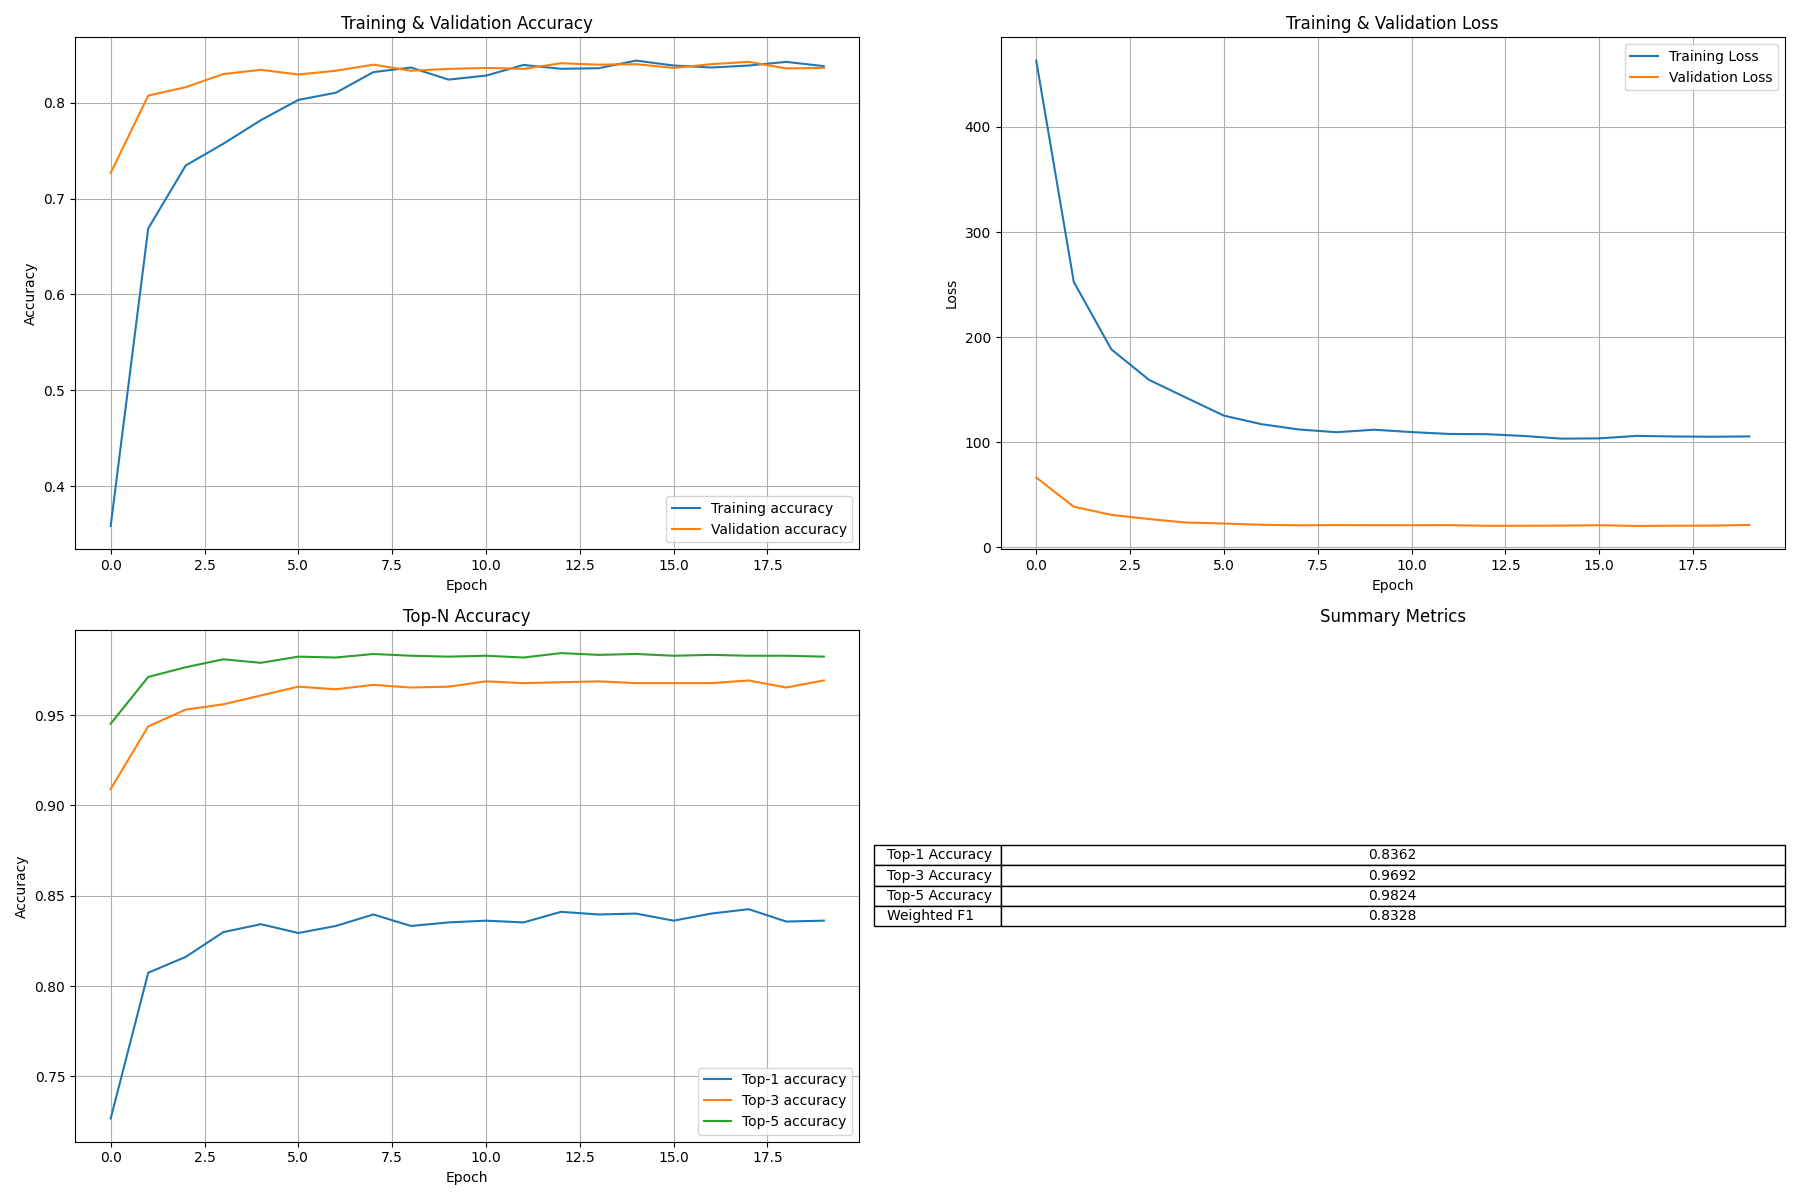 Training & Validation Accuracy
0.8
0.7
0.6
0.5
0.4
Accuracy
0.0 2.5 5.0 7.5 10.0 12.5 15.0 17.5
Epoch
Training accuracy
Validation accuracy
Training & Validation Loss
400
300
200
100
0
Loss
0.0 2.5 5.0 7.5 10.0 12.5 15.0 17.5
Epoch
Training Loss
Validation Loss
Top-N Accuracy
0.95
0.90
0.85
0.80
0.75
Accuracy
0.0 2.5 5.0 7.5 10.0 12.5 15.0 17.5
Epoch
Top-1 accuracy
Top-3 accuracy
Top-5 accuracy
Summary Metrics
Top-1 Accuracy 0.8362
Top-3 Accuracy 0.9692
Top-5 Accuracy 0.9824
Weighted F1 0.8328